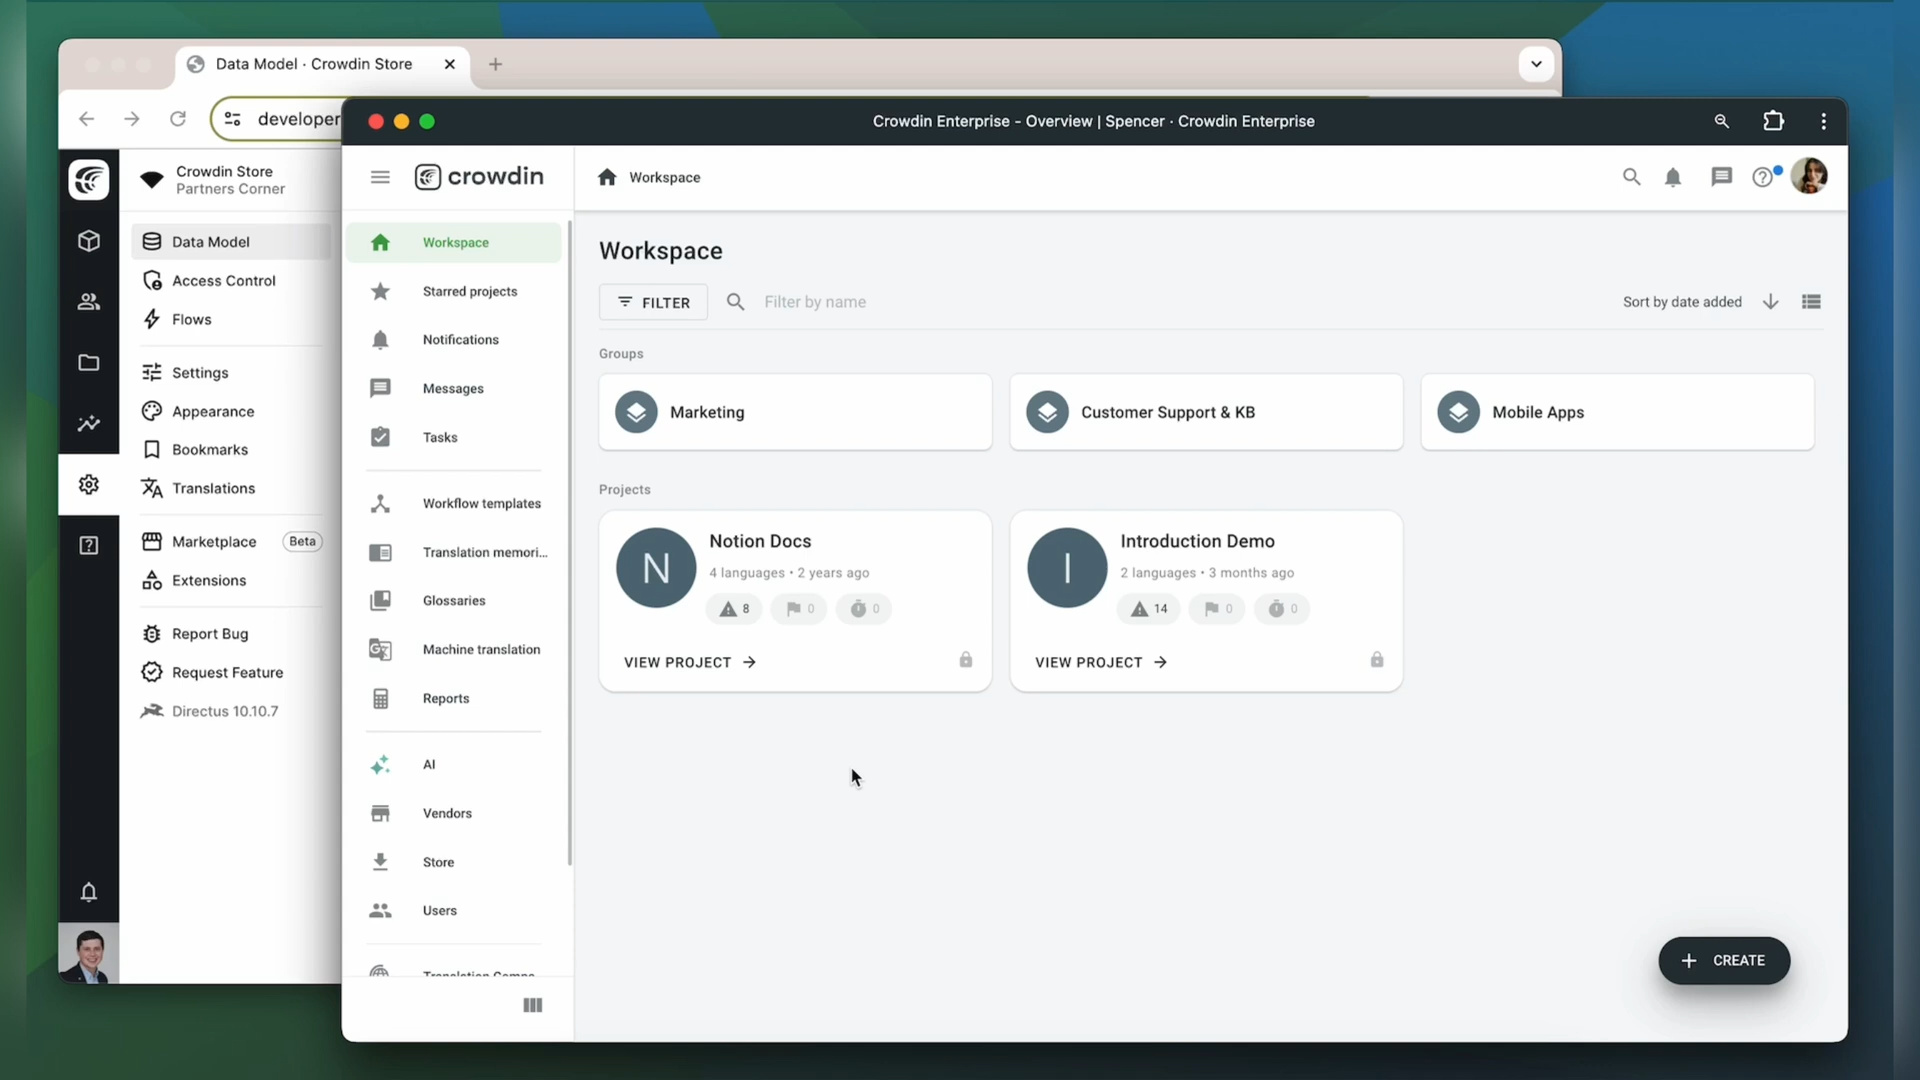 Data Model · Crowdin Store
developer
Crowdin Store
Partners Corner
Data Model
Access Control
Flows
Settings
Appearance
Bookmarks
Translations
Marketplace
Beta
Extensions
Report Bug
Request Feature
Directus 10.10.7
Crowdin Enterprise - Overview | Spencer · Crowdin Enterprise
crowdin
Workspace
Workspace
Starred projects
Notifications
Messages
Tasks
Workflow templates
Translation memori...
Glossaries
Machine translation
Reports
AI
Vendors
Store
Users
Translation Compa
Workspace
FILTER
Filter by name
Sort by date added
Groups
Marketing
Customer Support & KB
Mobile Apps
Projects
N
Notion Docs
4 languages • 2 years ago
8
0
0
VIEW PROJECT
I
Introduction Demo
2 languages • 3 months ago
14
0
0
VIEW PROJECT
CREATE